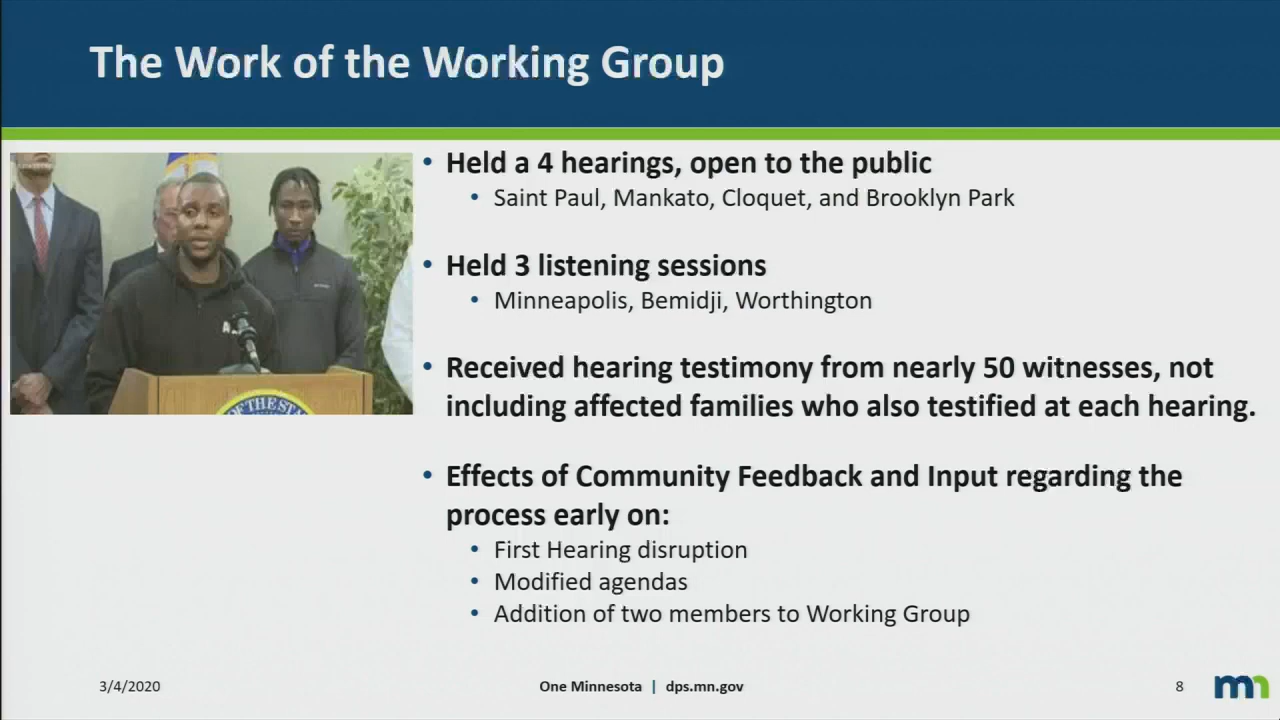 The Work of the Working Group
• Held a 4 hearings, open to the public
• Saint Paul, Mankato, Cloquet, and Brooklyn Park
• Held 3 listening sessions
• Minneapolis, Bemidji, Worthington
• Received hearing testimony from nearly 50 witnesses, not
including affected families who also testified at each hearing.
• Effects of Community Feedback and Input regarding the
process early on:
• First Hearing disruption
• Modified agendas
• Addition of two members to Working Group
OF THE STA
3/4/2020
One Minnesota | dps.mn.gov
8
mn